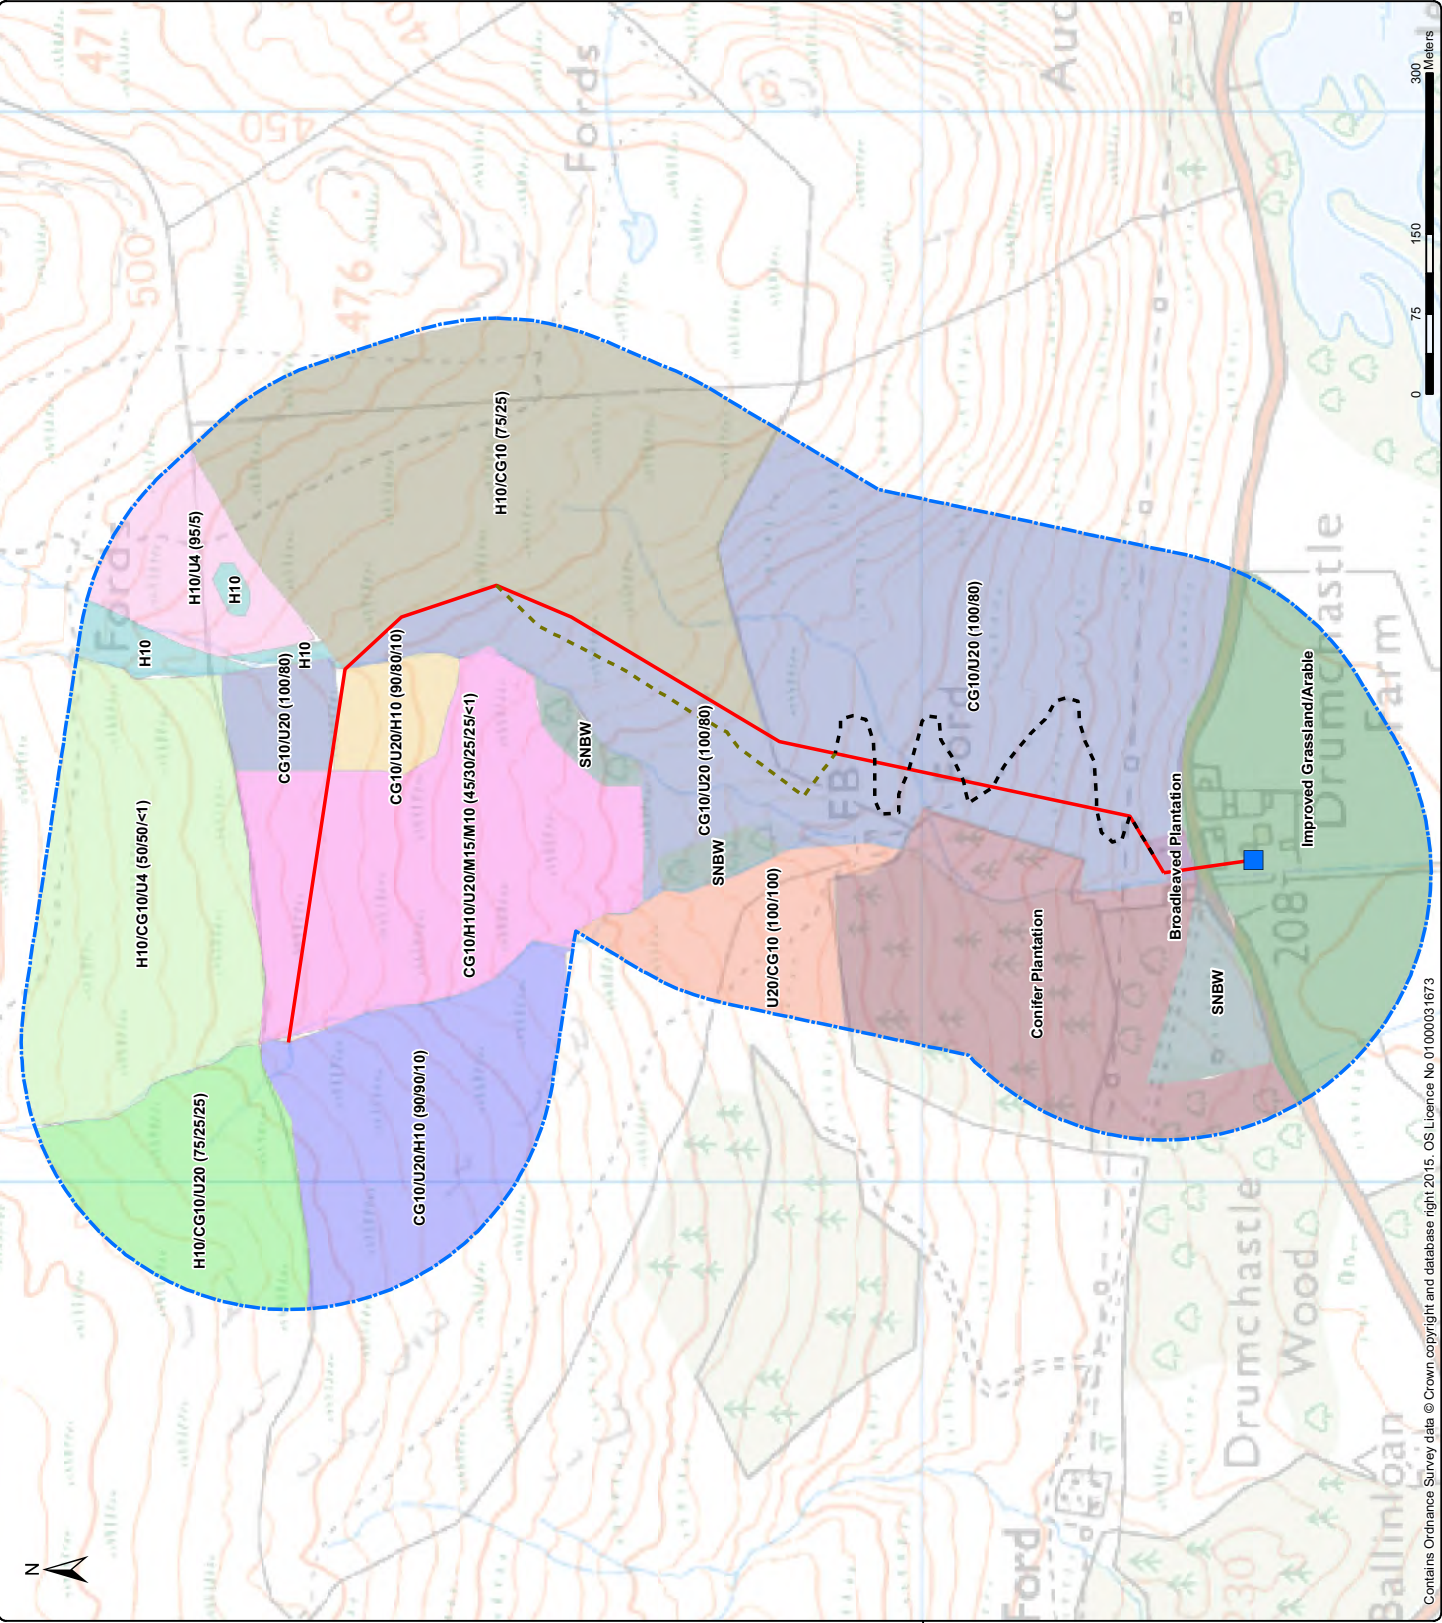 N
471
40
450
500
476
Fords
Fords
H10/U4 (95/5)
H10
H10
H10
CG10/U20 (100/80)
H10/CG10/U4 (50/50/<1)
H10/CG10 (75/25)
CG10/U20/H10 (90/80/10)
CG10/H10/U20/M15/M10 (45/30/25/25/<1)
H10/CG10/U20 (75/25/25)
CG10/U20/H10 (90/90/10)
SNBW
CG10/U20 (100/80)
SNBW
U20/CG10 (100/100)
FB
Ford
CG10/U20 (100/80)
Conifer Plantation
Broadleaved Plantation
SNBW
208
Improved Grassland/Arable
Drumchastle
Farm
Drumchastle
Wood
Ford
Ballinloan
0 75 150 300
Meters
Contains Ordnance Survey data © Crown copyright and database right 2015. OS Licence No 0100031673